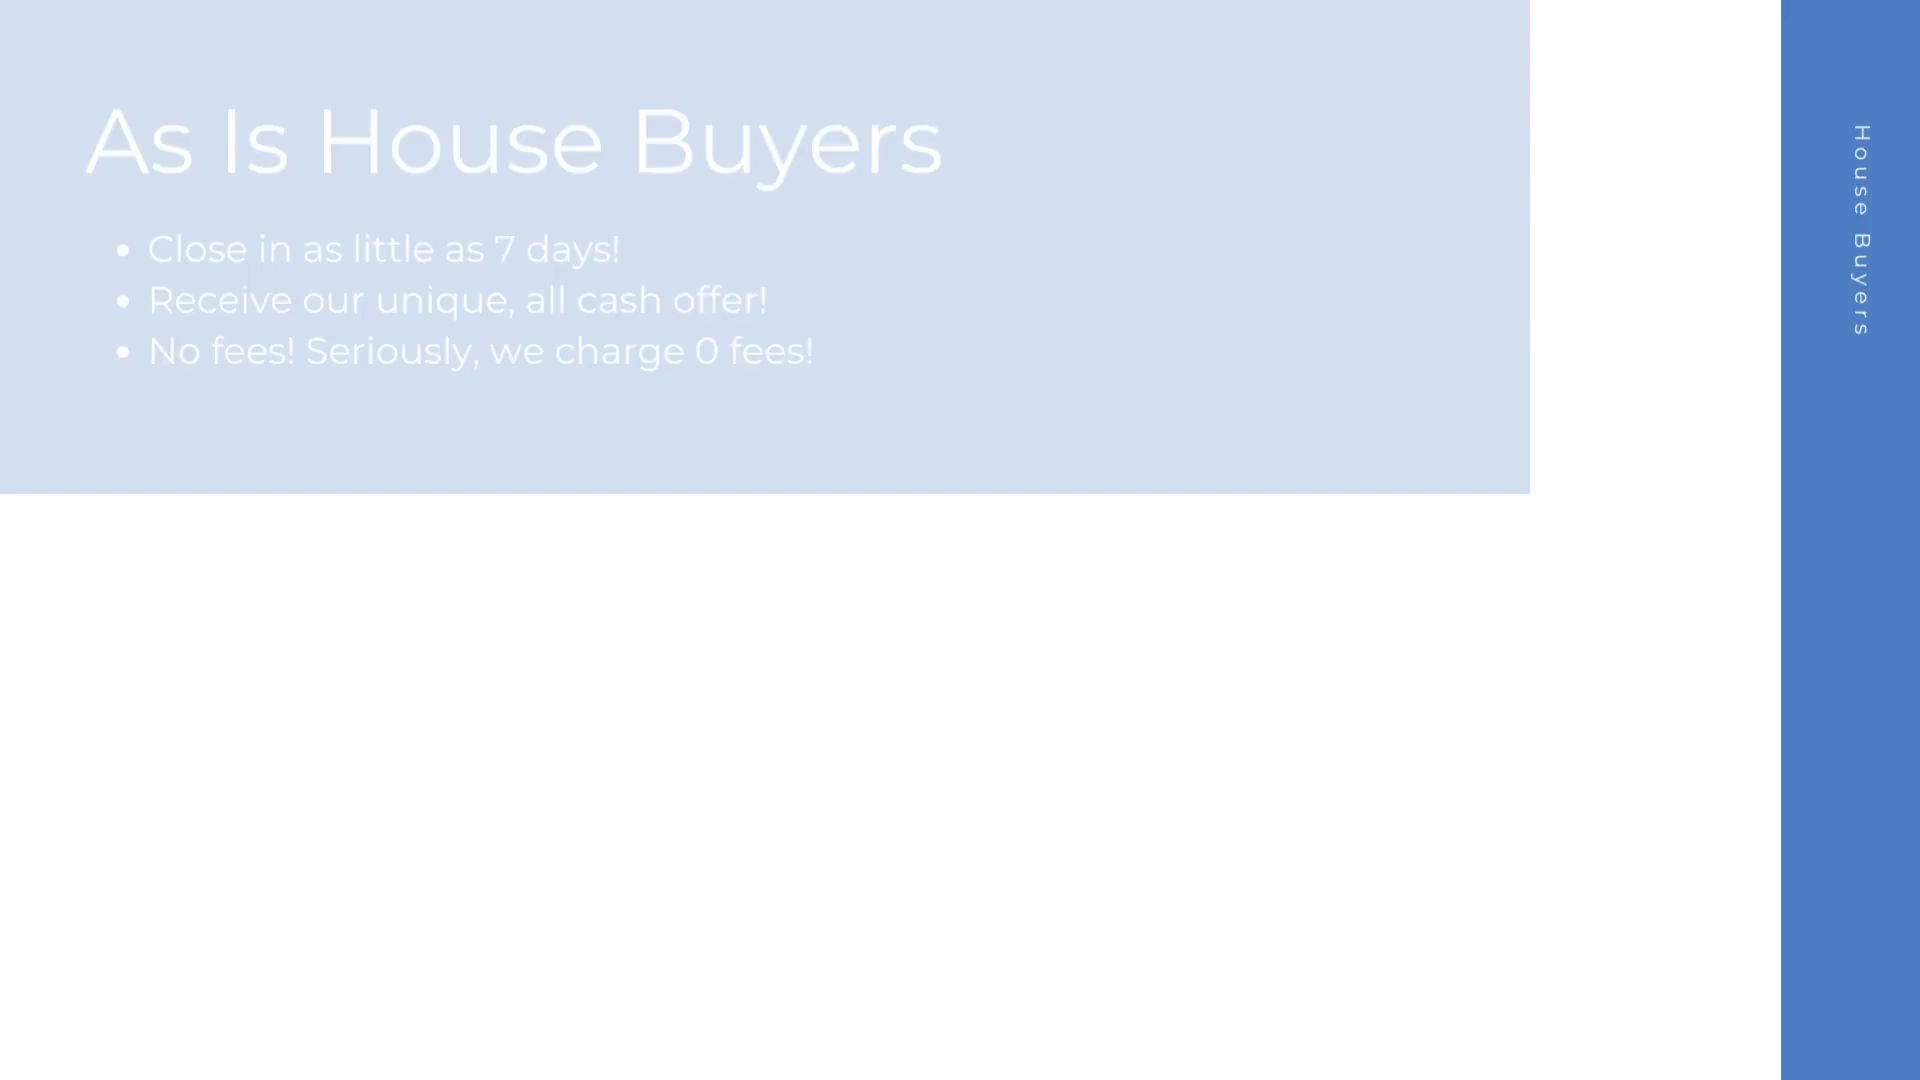 As Is House Buyers
• Close in as little as 7 days!
• Receive our unique, all cash offer!
• No fees! Seriously, we charge 0 fees!
House Buyers